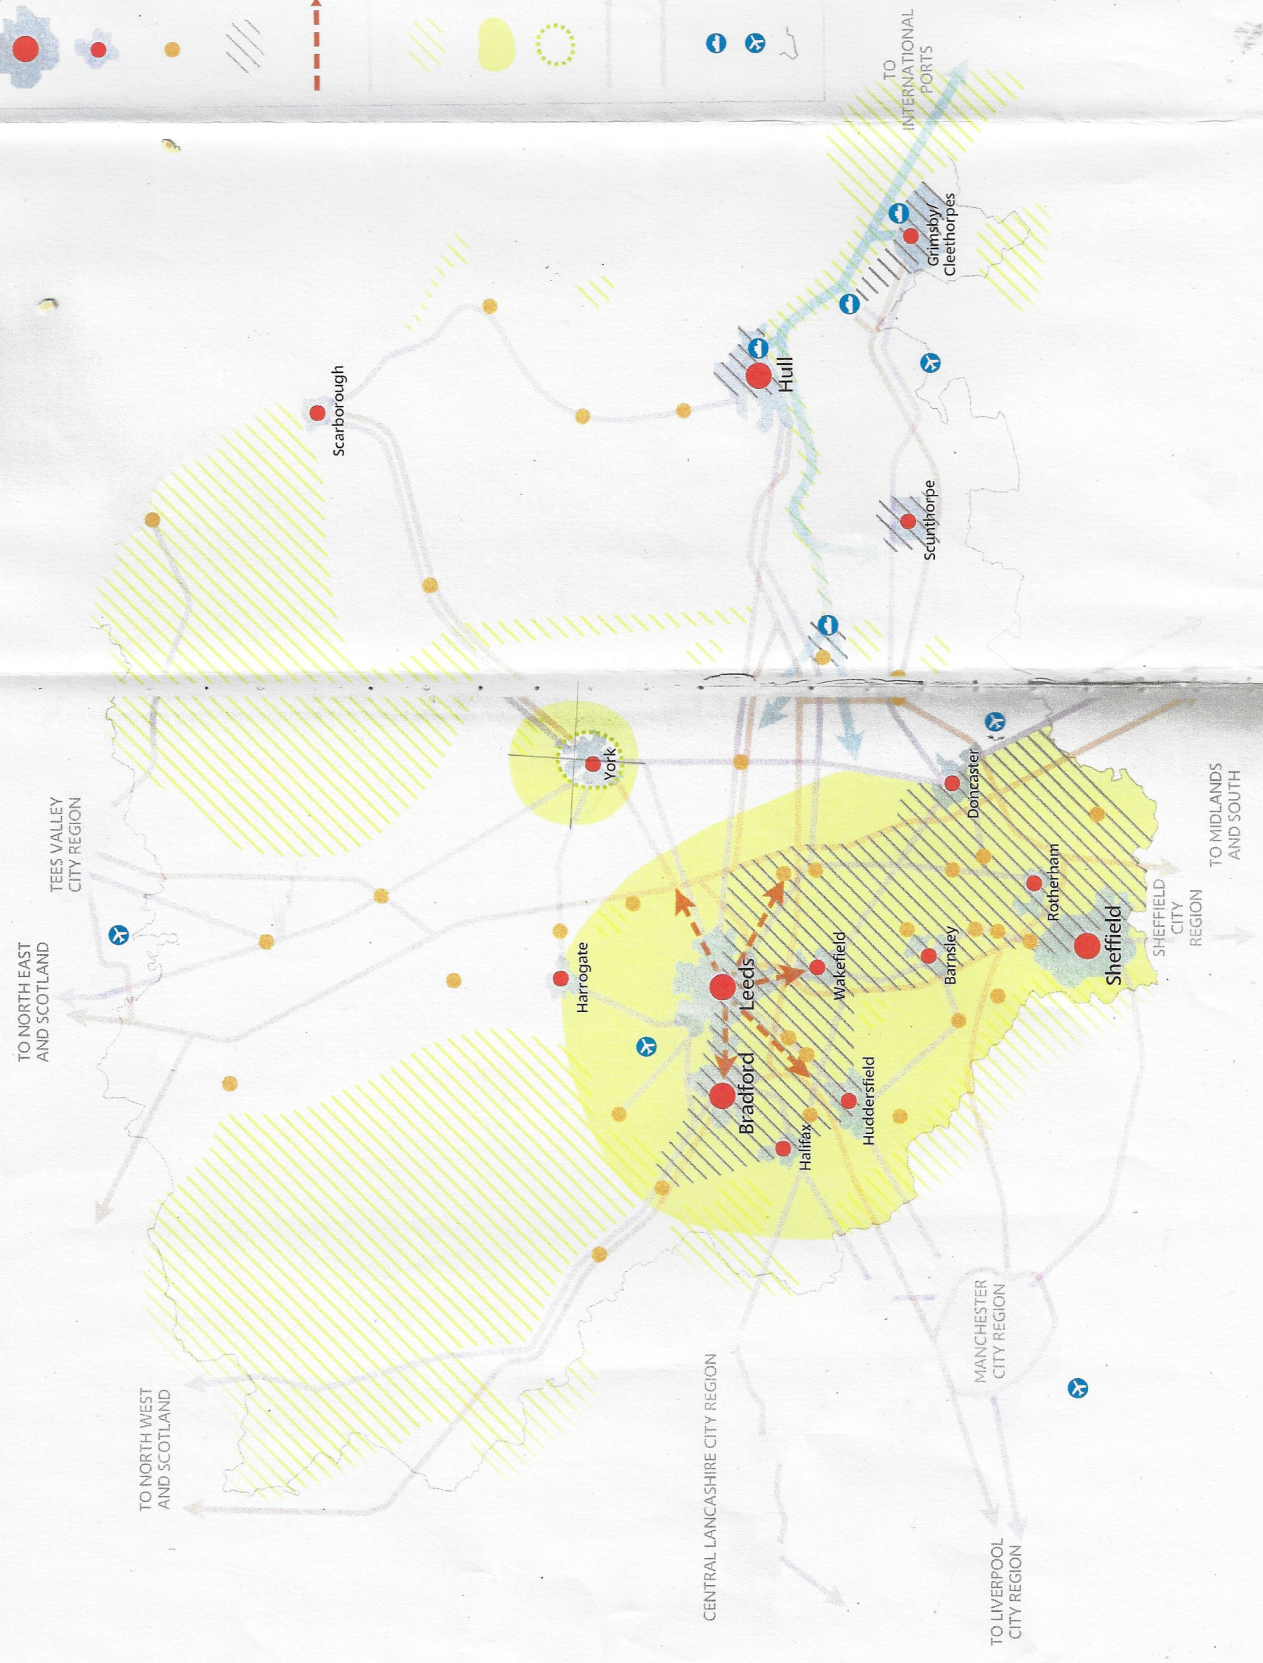 TO NORTH WEST
AND SCOTLAND
TO NORTH EAST
AND SCOTLAND
TEES VALLEY
CITY REGION
Scarborough
York
Harrogate
Leeds
Bradford
Halifax
Huddersfield
Wakefield
Barnsley
Doncaster
Rotherham
Sheffield
Hull
Scunthorpe
Grimsby/
Cleethorpes
TO
INTERNATIONAL
PORTS
CENTRAL LANCASHIRE CITY REGION
MANCHESTER
CITY REGION
TO LIVERPOOL
CITY REGION
SHEFFIELD
CITY
REGION
TO MIDLANDS
AND SOUTH